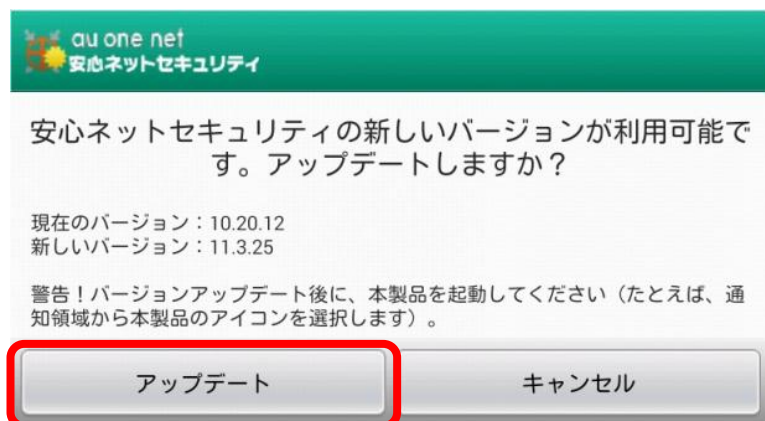 au one net
安心ネットセキュリティ
安心ネットセキュリティの新しいバージョンが利用可能で
す。アップデートしますか？
現在のバージョン：10.20.12
新しいバージョン：11.3.25
警告！バージョンアップデート後に、本製品を起動してください（たとえば、通
知領域から本製品のアイコンを選択します）。
アップデート
キャンセル